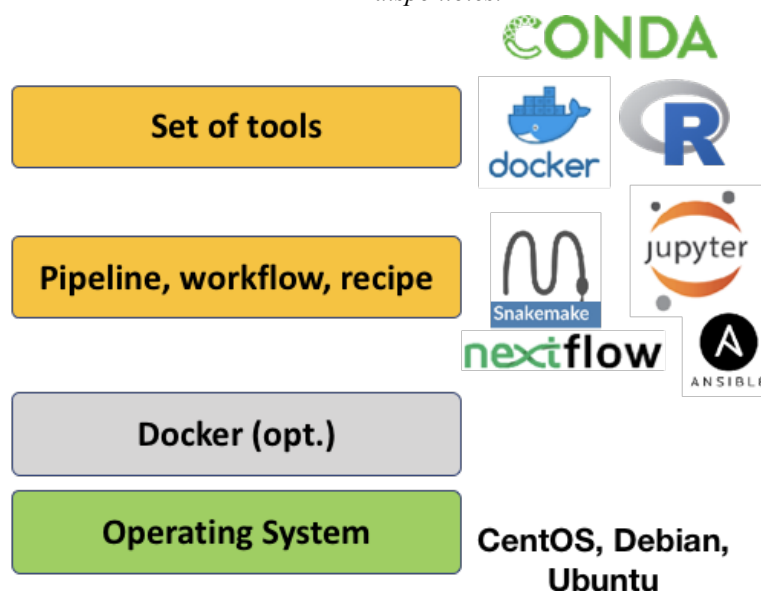 CONDA
Set of tools
docker
R
Pipeline, workflow, recipe
jupyter
Snakemake
nextflow
ANSIBLE
Docker (opt.)
Operating System
CentOS, Debian,
Ubuntu